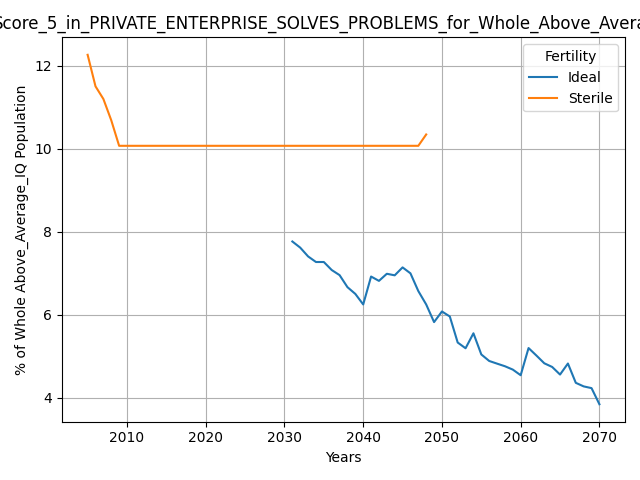 Score_5_in_PRIVATE_ENTERPRISE_SOLVES_PROBLEMS_for_Whole_Above_Avera
Fertility
Ideal
Sterile
% of Whole Above_Average_IQ Population
12
10
8
6
4
2010 2020 2030 2040 2050 2060 2070
Years